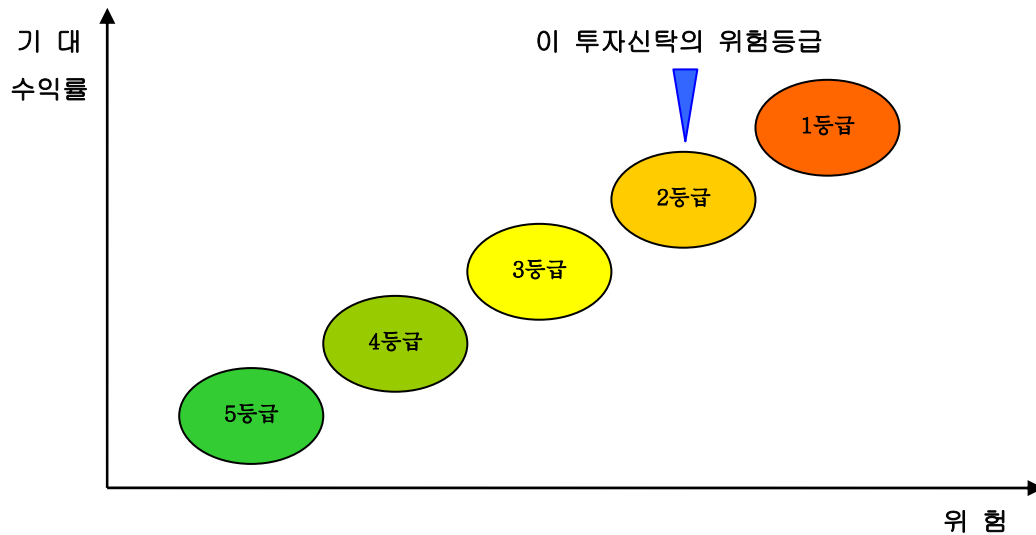 기 대
수익률
이 투자신탁의 위험등급
1등급
2등급
3등급
4등급
5등급
위 험